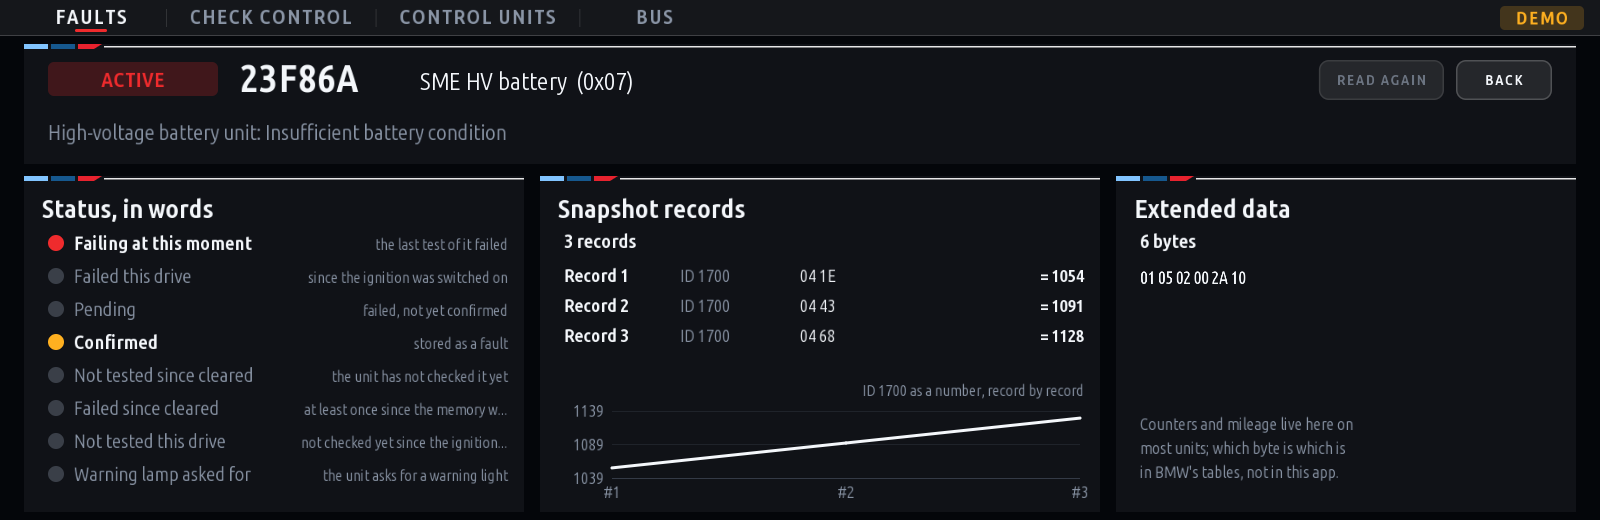 FAULTS CHECK CONTROL CONTROL UNITS BUS DEMO
ACTIVE 23F86A SME HV battery (0x07) READ AGAIN BACK
High-voltage battery unit: Insufficient battery condition
Status, in words
Failing at this moment the last test of it failed
Failed this drive since the ignition was switched on
Pending failed, not yet confirmed
Confirmed stored as a fault
Not tested since cleared the unit has not checked it yet
Failed since cleared at least once since the memory w...
Not tested this drive not checked yet since the ignition...
Warning lamp asked for the unit asks for a warning light
Snapshot records
3 records
Record 1 ID 1700 04 1E = 1054
Record 2 ID 1700 04 43 = 1091
Record 3 ID 1700 04 68 = 1128
ID 1700 as a number, record by record
1139
1089
1039
#1 #2 #3
Extended data
6 bytes
01 05 02 00 2A 10
Counters and mileage live here on
most units; which byte is which is
in BMW's tables, not in this app.